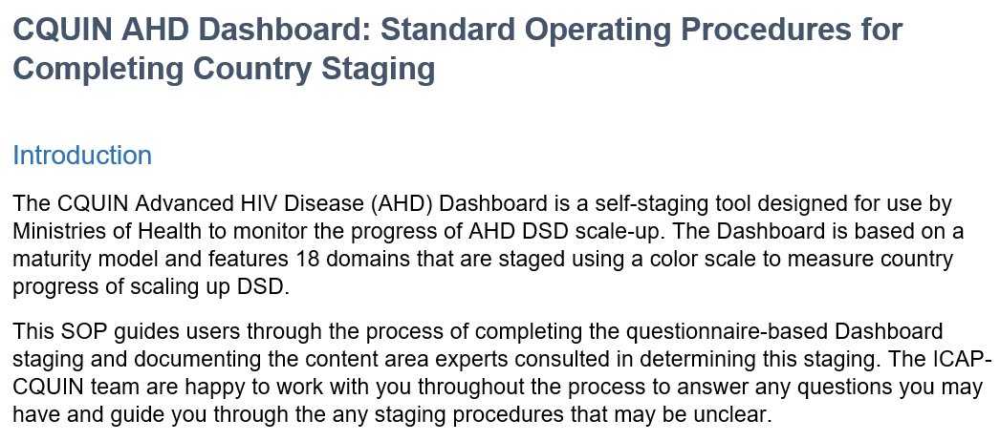 CQUIN AHD Dashboard: Standard Operating Procedures for
Completing Country Staging
Introduction
The CQUIN Advanced HIV Disease (AHD) Dashboard is a self-staging tool designed for use by
Ministries of Health to monitor the progress of AHD DSD scale-up. The Dashboard is based on a
maturity model and features 18 domains that are staged using a color scale to measure country
progress of scaling up DSD.
This SOP guides users through the process of completing the questionnaire-based Dashboard
staging and documenting the content area experts consulted in determining this staging. The ICAP-
CQUIN team are happy to work with you throughout the process to answer any questions you may
have and guide you through the any staging procedures that may be unclear.